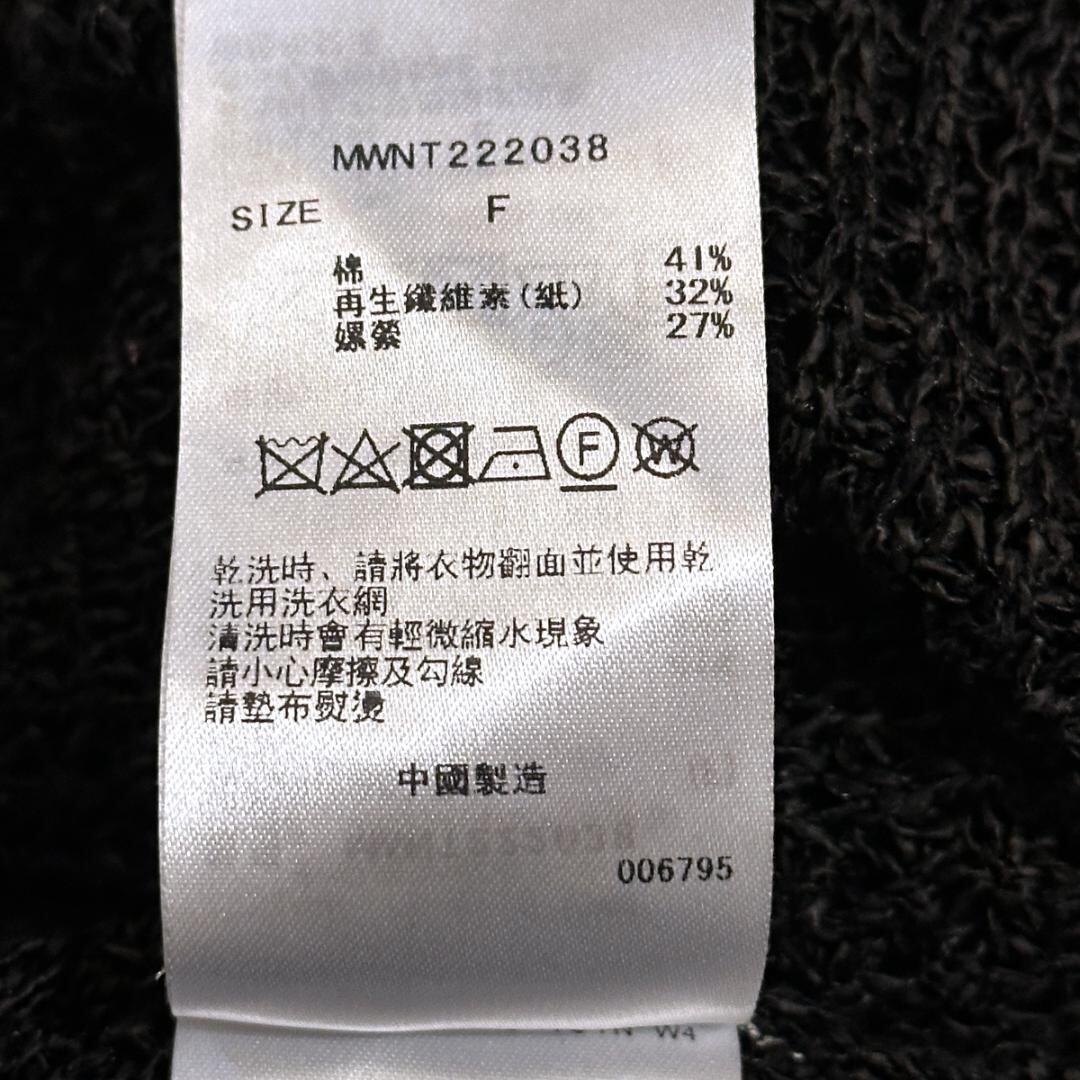 MWNT222038
SIZE F
棉 41%
再生纖維素(紙) 32%
嫘縈 27%
F
W
乾洗時、請將衣物翻面並使用乾
洗用洗衣網
清洗時會有輕微縮水現象
請小心摩擦及勾線
請墊布熨燙
中國製造
006795
W4